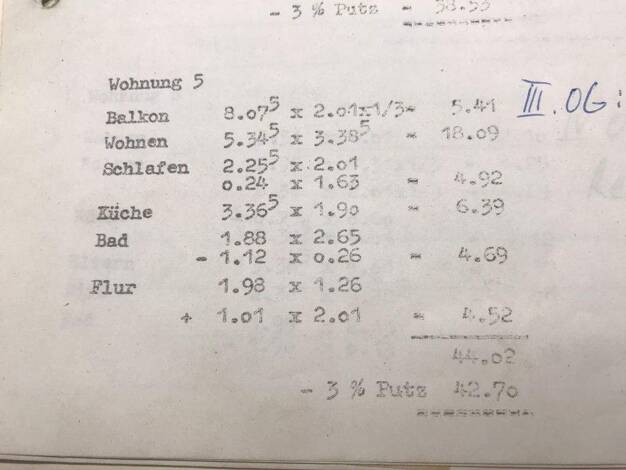 - 3 % Putz = 38.53
Wohnung 5
III. OG:
Balkon 8.07⁵ x 2.01x1/3= 5.41
Wohnen 5.34⁵ x 3.38⁵ = 18.09
Schlafen 2.25⁵ x 2.01
0.24 x 1.63 = 4.92
Küche 3.36⁵ x 1.90 = 6.39
Bad 1.88 x 2.65
- 1.12 x 0.26 = 4.69
Flur 1.98 x 1.26
+ 1.01 x 2.01 = 4.52
44.02
- 3 % Putz 42.70